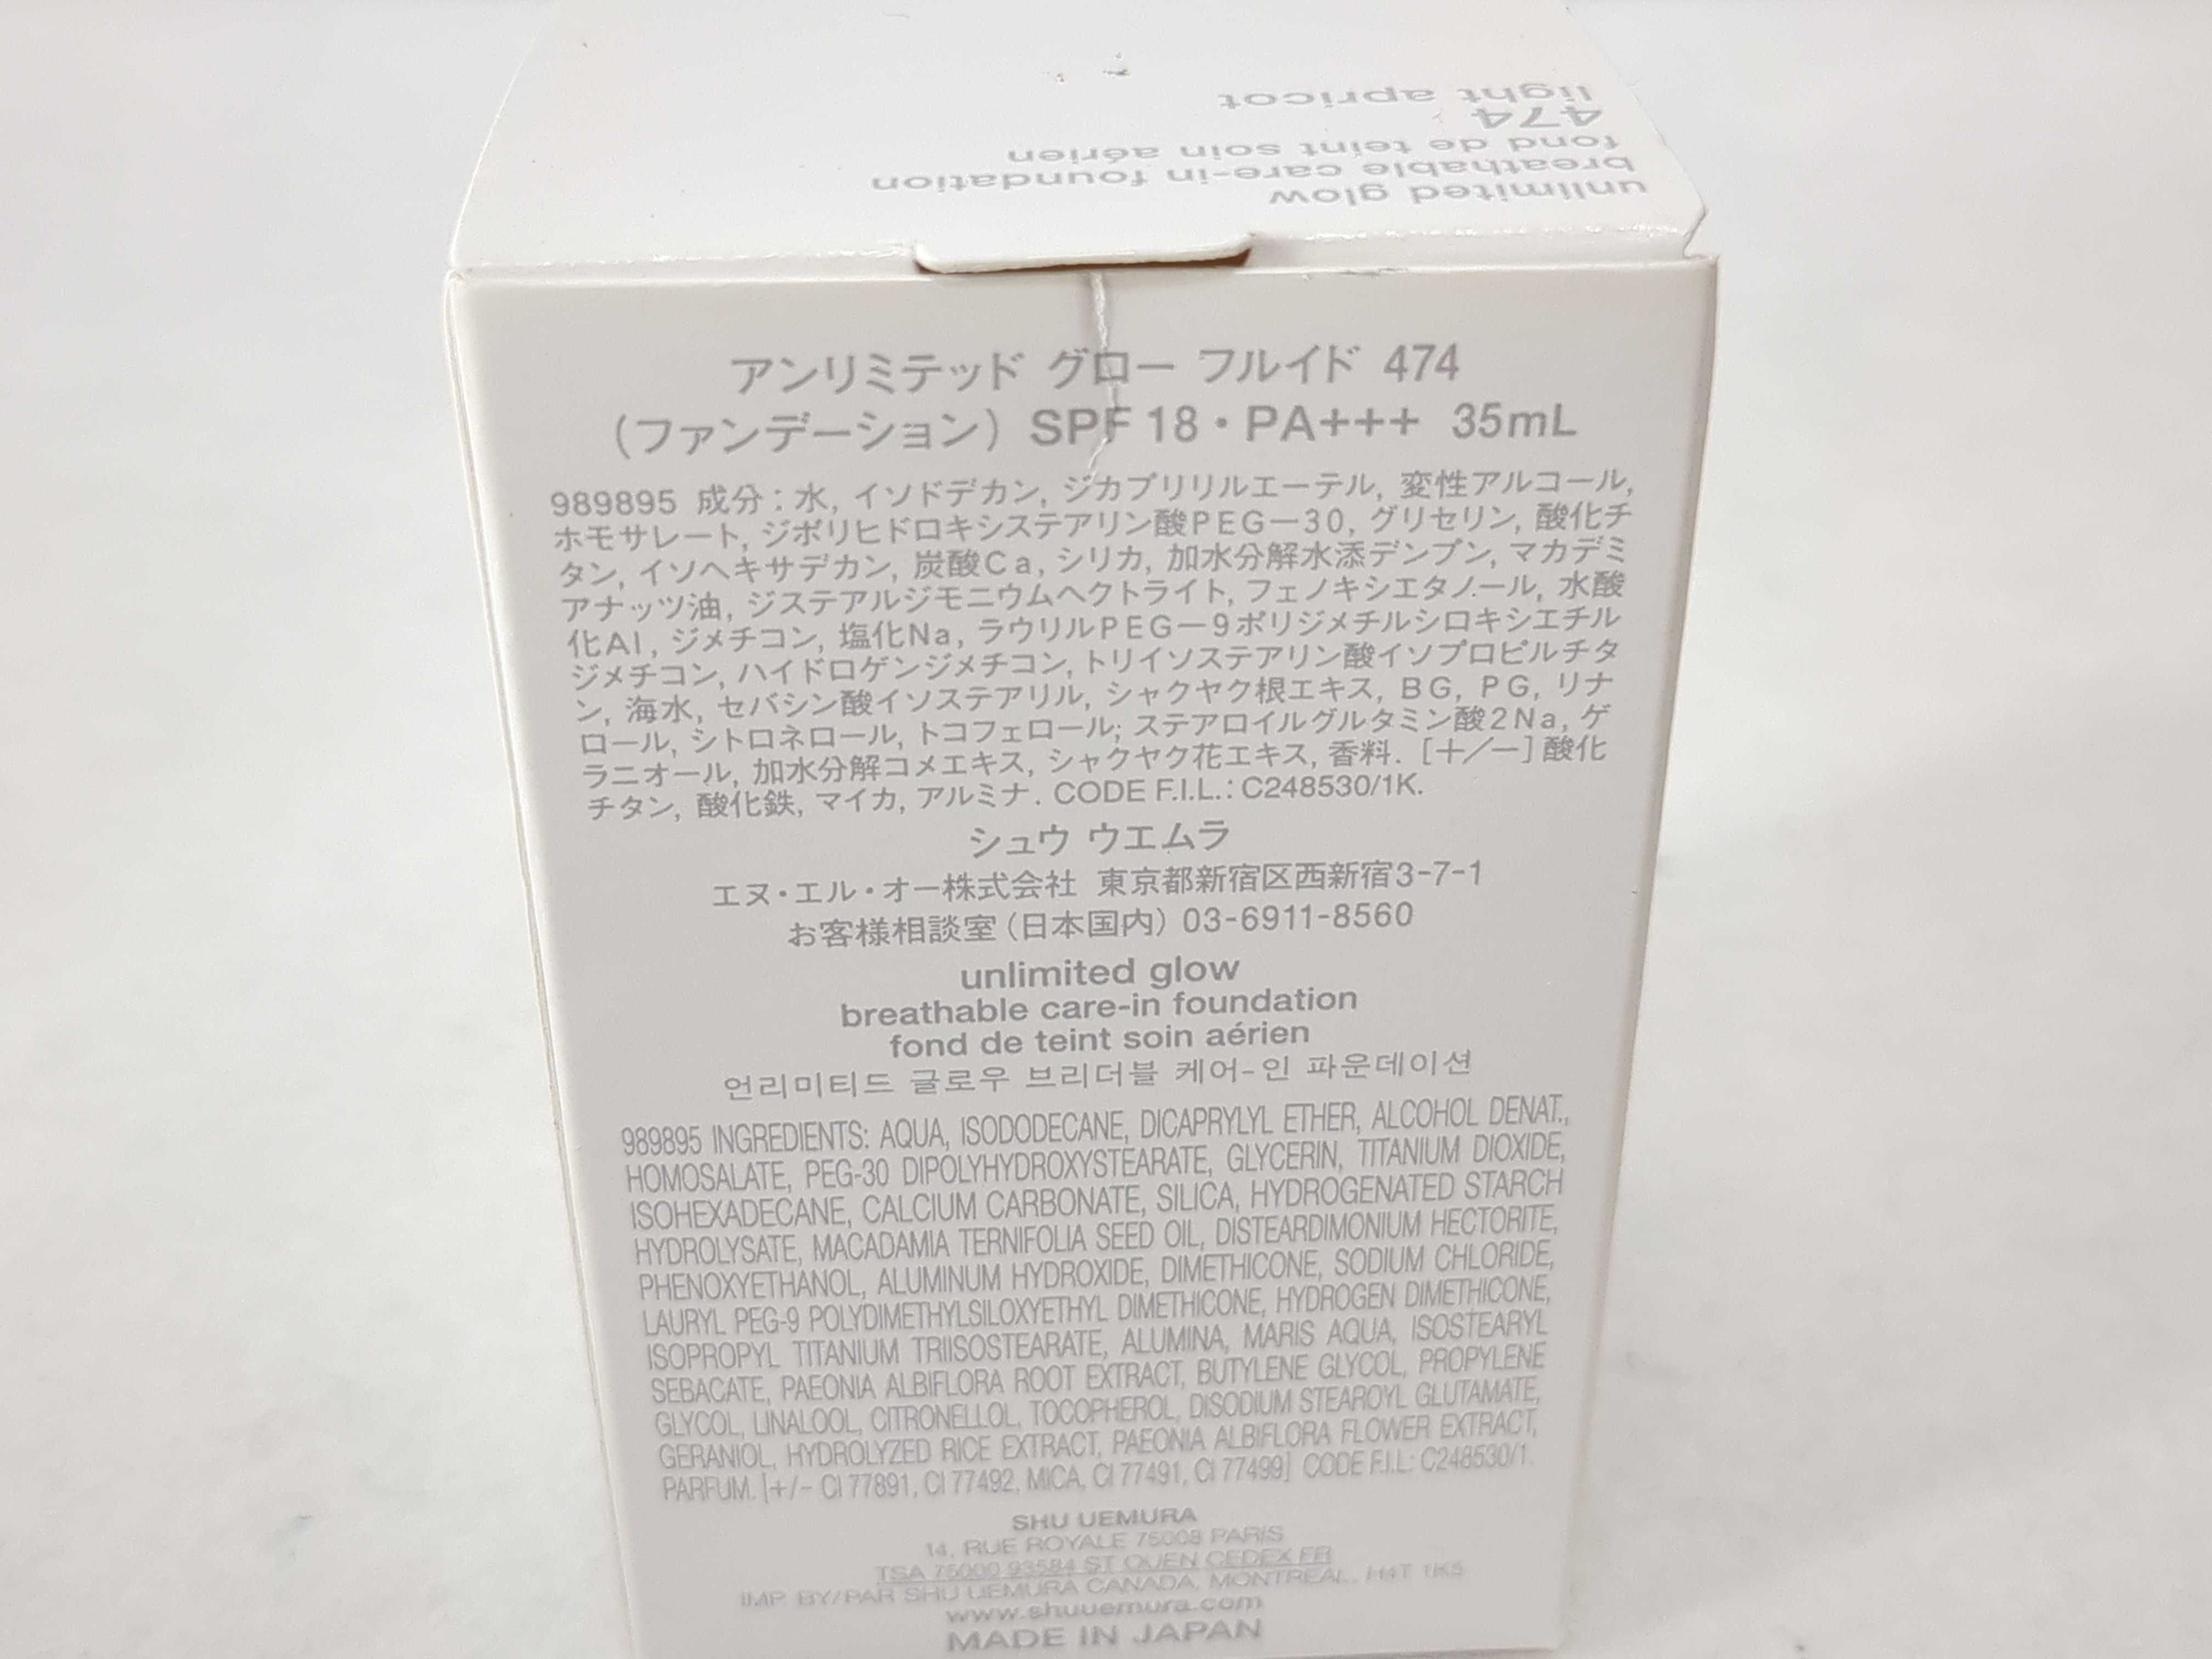 unlimited glow
breathable care-in foundation
fond de teint soin aérien
474
light apricot
アンリミテッド グロー フルイド 474
（ファンデーション）SPF 18・PA+++ 35mL
989895 成分：水, イソドデカン, ジカプリリルエーテル, 変性アルコール,
ホモサレート, ジポリヒドロキシステアリン酸PEG－30, グリセリン, 酸化チ
タン, イソヘキサデカン, 炭酸Ca, シリカ, 加水分解水添デンプン, マカデミ
アナッツ油, ジステアルジモニウムヘクトライト, フェノキシエタノール, 水酸
化Al, ジメチコン, 塩化Na, ラウリルPEG－9ポリジメチルシロキシエチル
ジメチコン, ハイドロゲンジメチコン, トリイソステアリン酸イソプロピルチタ
ン, 海水, セバシン酸イソステアリル, シャクヤク根エキス, BG, PG, リナ
ロール, シトロネロール, トコフェロール; ステアロイルグルタミン酸2Na, ゲ
ラニオール, 加水分解コメエキス, シャクヤク花エキス, 香料. [＋／－] 酸化
チタン, 酸化鉄, マイカ, アルミナ. CODE F.I.L.: C248530/1K.
シュウ ウエムラ
エヌ・エル・オー株式会社 東京都新宿区西新宿3-7-1
お客様相談室（日本国内）03-6911-8560
unlimited glow
breathable care-in foundation
fond de teint soin aérien
언리미티드 글로우 브리더블 케어-인 파운데이션
989895 INGREDIENTS: AQUA, ISODODECANE, DICAPRYLYL ETHER, ALCOHOL DENAT.,
HOMOSALATE, PEG-30 DIPOLYHYDROXYSTEARATE, GLYCERIN, TITANIUM DIOXIDE,
ISOHEXADECANE, CALCIUM CARBONATE, SILICA, HYDROGENATED STARCH
HYDROLYSATE, MACADAMIA TERNIFOLIA SEED OIL, DISTEARDIMONIUM HECTORITE,
PHENOXYETHANOL, ALUMINUM HYDROXIDE, DIMETHICONE, SODIUM CHLORIDE,
LAURYL PEG-9 POLYDIMETHYLSILOXYETHYL DIMETHICONE, HYDROGEN DIMETHICONE,
ISOPROPYL TITANIUM TRIISOSTEARATE, ALUMINA, MARIS AQUA, ISOSTEARYL
SEBACATE, PAEONIA ALBIFLORA ROOT EXTRACT, BUTYLENE GLYCOL, PROPYLENE
GLYCOL, LINALOOL, CITRONELLOL, TOCOPHEROL, DISODIUM STEAROYL GLUTAMATE,
GERANIOL, HYDROLYZED RICE EXTRACT, PAEONIA ALBIFLORA FLOWER EXTRACT,
PARFUM. [+/- CI 77891, CI 77492, MICA, CI 77491, CI 77499] CODE F.I.L: C248530/1.
SHU UEMURA
14, RUE ROYALE 75008 PARIS
TSA 75000 93584 ST OUEN CEDEX FR
IMP. BY/PAR SHU UEMURA CANADA, MONTREAL, H4T 1K5
www.shuuemura.com
MADE IN JAPAN